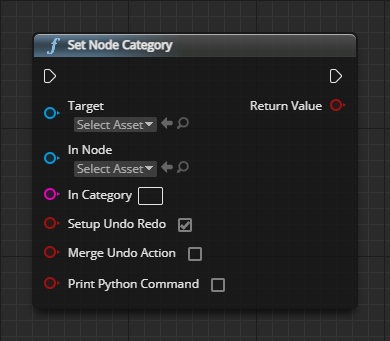 f Set Node Category
Target
Return Value
Select Asset
In Node
Select Asset
In Category
Setup Undo Redo
Merge Undo Action
Print Python Command